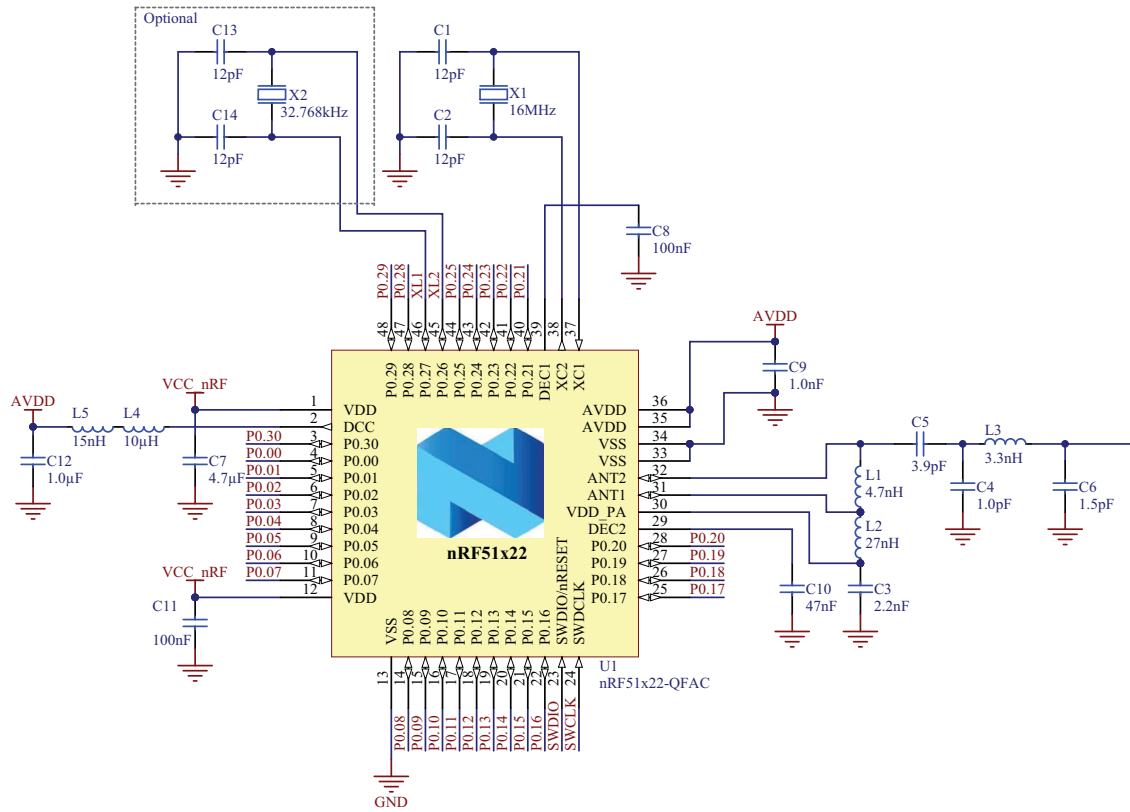 Optional
C13
12pF
X2
32.768kHz
C14
12pF
C1
12pF
X1
16MHz
C2
12pF
C8
100nF
P0.29
P0.28
XL1
XL2
P0.25
P0.24
P0.23
P0.22
P0.21
48
47
46
45
44
43
42
41
40
39
38
37
P0.29
P0.28
P0.27
P0.26
P0.25
P0.24
P0.23
P0.22
P0.21
DEC1
XC2
XC1
AVDD
L5
15nH
L4
10µH
VCC_nRF
C12
1.0µF
C7
4.7µF
P0.30
P0.00
P0.01
P0.02
P0.03
P0.04
P0.05
P0.06
P0.07
VCC_nRF
C11
100nF
1
2
3
4
5
6
7
8
9
10
11
12
VDD
DCC
P0.30
P0.00
P0.01
P0.02
P0.03
P0.04
P0.05
P0.06
P0.07
VDD
nRF51x22
AVDD
AVDD
VSS
VSS
ANT2
ANT1
VDD_PA
DEC2
P0.20
P0.19
P0.18
P0.17
36
35
34
33
32
31
30
29
28
27
26
25
P0.20
P0.19
P0.18
P0.17
AVDD
C9
1.0nF
C5
3.9pF
L3
3.3nH
L1
4.7nH
C4
1.0pF
C6
1.5pF
L2
27nH
C10
47nF
C3
2.2nF
VSS
P0.08
P0.09
P0.10
P0.11
P0.12
P0.13
P0.14
P0.15
P0.16
SWDIO/nRESET
SWDCLK
U1
nRF51x22-QFAC
13
14
15
16
17
18
19
20
21
22
23
24
P0.08
P0.09
P0.10
P0.11
P0.12
P0.13
P0.14
P0.15
P0.16
SWDIO
SWCLK
GND